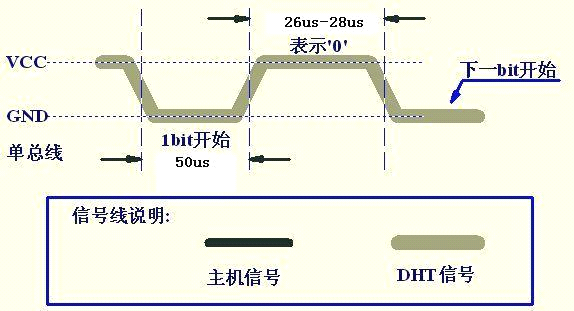 26us-28us
表示'0'
VCC
下一bit开始
GND
1bit开始
单总线
50us
信号线说明:
主机信号
DHT信号